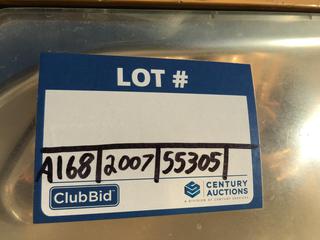 LOT #
A168 2007 55305
ClubBid
CENTURY
AUCTIONS
A DIVISION OF CENTURY SERVICES